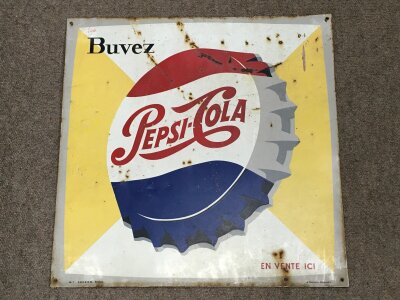 Buvez
PEPSI-COLA
EN VENTE ICI